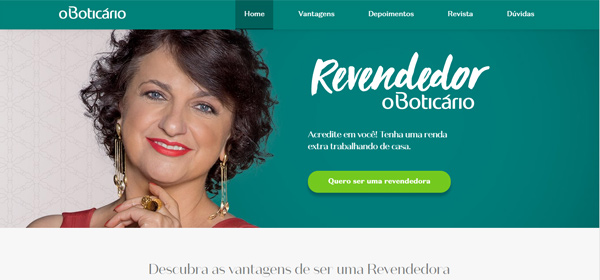 oBoticário
Home Vantagens Depoimentos Revista Dúvidas
Revendedor
oBoticário
Acredite em você! Tenha uma renda
extra trabalhando de casa.
Quero ser uma revendedora
Descubra as vantagens de ser uma Revendedora